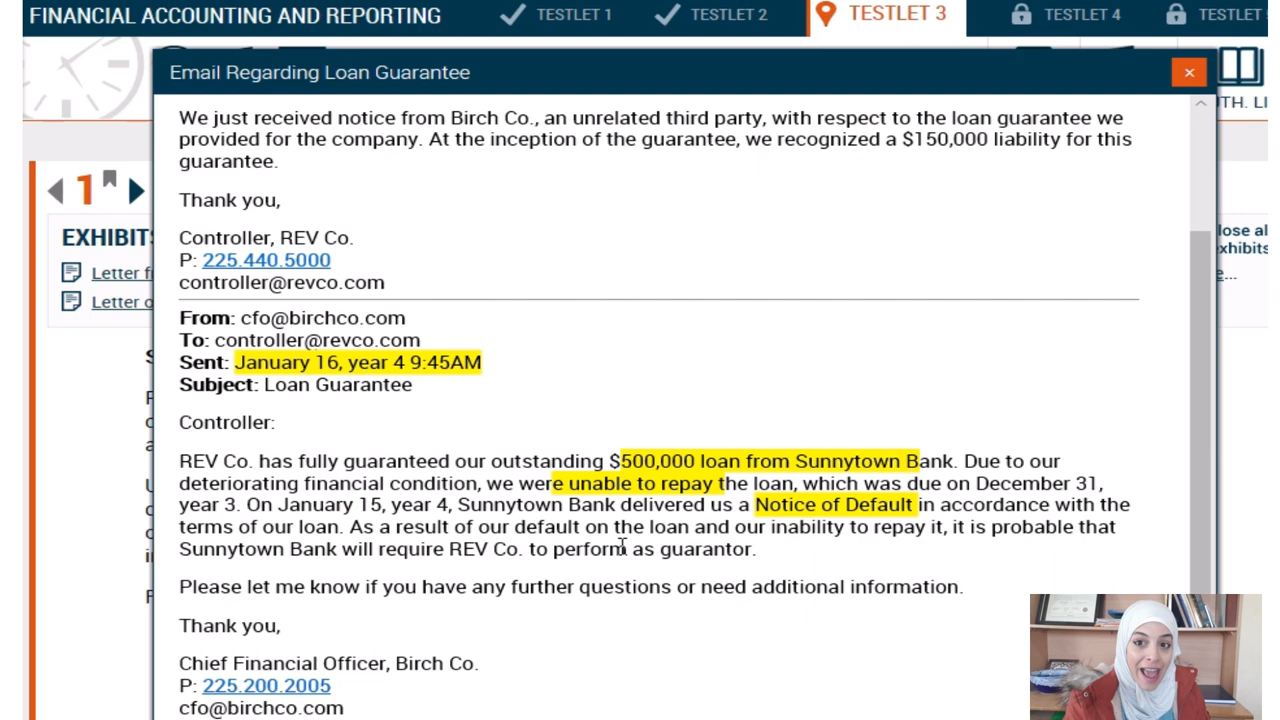 FINANCIAL ACCOUNTING AND REPORTING
TESTLET 1
TESTLET 2
TESTLET 3
TESTLET 4
TESTLET
Email Regarding Loan Guarantee
×
TH. LI
We just received notice from Birch Co., an unrelated third party, with respect to the loan guarantee we
provided for the company. At the inception of the guarantee, we recognized a $150,000 liability for this
guarantee.
1
Thank you,
EXHIBITS
lose al
xhibits
Controller, REV Co.
P: 225.440.5000
Letter f
e...
controller@revco.com
Letter o
From: cfo@birchco.com
To: controller@revco.com
Sent: January 16, year 4 9:45AM
Subject: Loan Guarantee
Controller:
REV Co. has fully guaranteed our outstanding $500,000 loan from Sunnytown Bank. Due to our
deteriorating financial condition, we were unable to repay the loan, which was due on December 31,
year 3. On January 15, year 4, Sunnytown Bank delivered us a Notice of Default in accordance with the
terms of our loan. As a result of our default on the loan and our inability to repay it, it is probable that
Sunnytown Bank will require REV Co. to perform as guarantor.
Please let me know if you have any further questions or need additional information.
Thank you,
Chief Financial Officer, Birch Co.
P: 225.200.2005
cfo@birchco.com